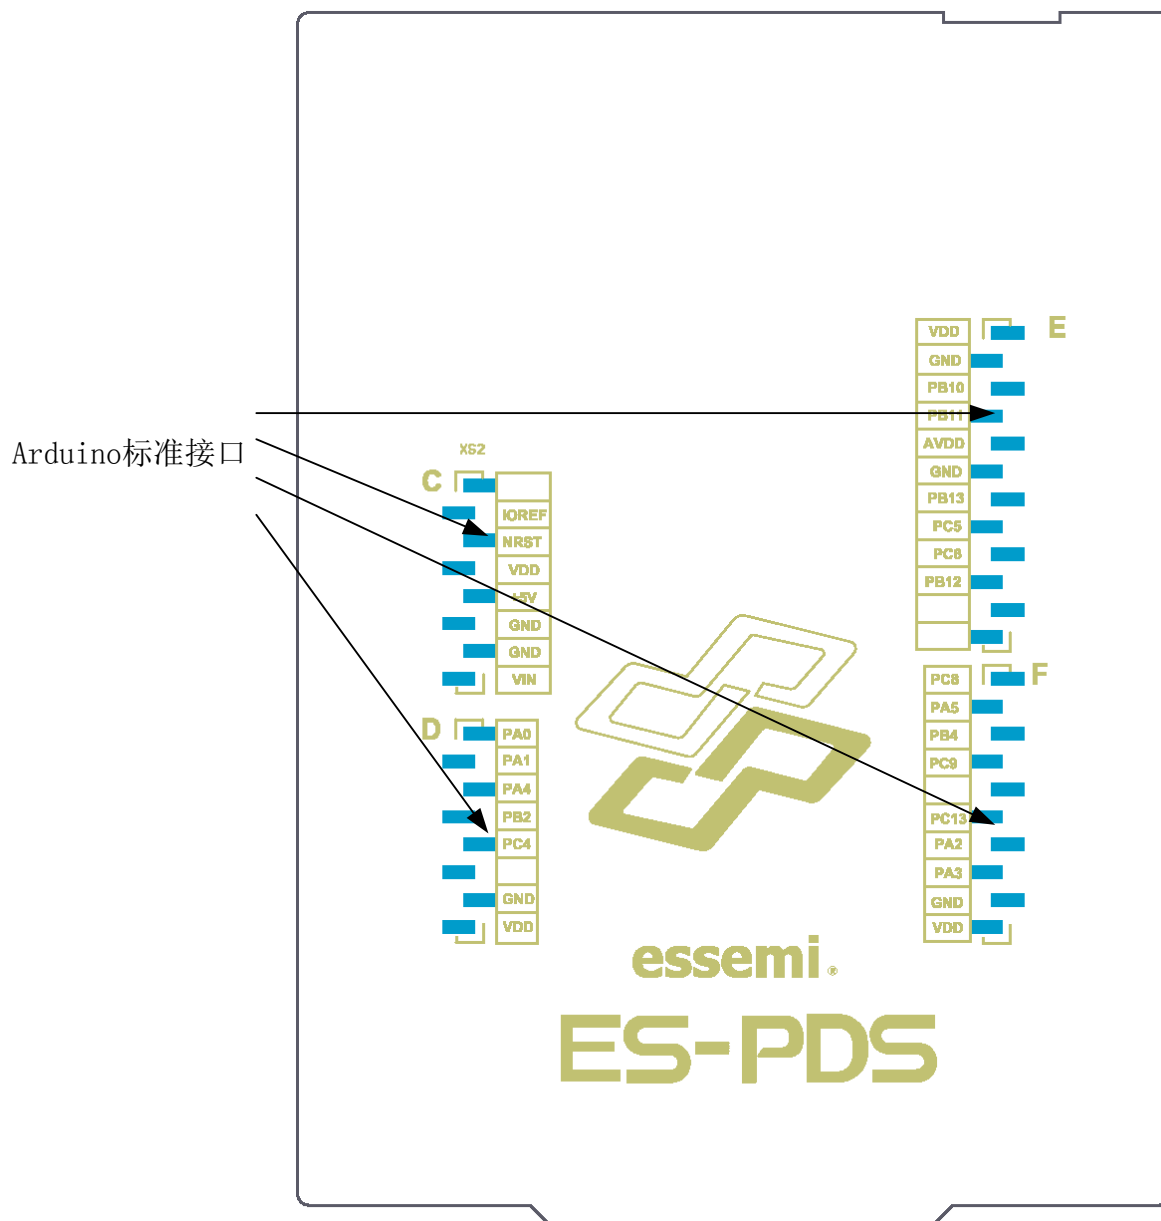 E
VDD
GND
PB10
PB11
AVDD
GND
PB13
PC5
PC6
PB12
Arduino标准接口
XS2
C
IOREF
NRST
VDD
+5V
GND
GND
VIN
D
PA0
PA1
PA4
PB2
PC4
GND
VDD
F
PC8
PA5
PB4
PC9
PC13
PA2
PA3
GND
VDD
essemi®
ES-PDS